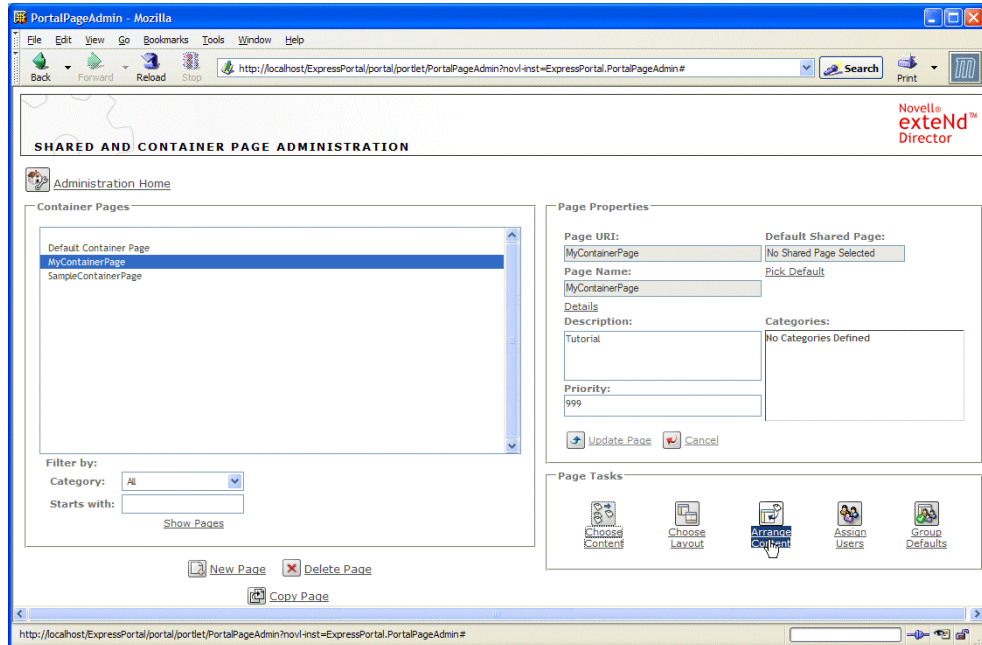 PortalPageAdmin - Mozilla
File Edit View Go Bookmarks Tools Window Help
Back Forward Reload Stop http://localhost/ExpressPortal/portal/portlet/PortalPageAdmin?novl-inst=ExpressPortal.PortalPageAdmin# Search Print
Novell®
exteNd™
Director
SHARED AND CONTAINER PAGE ADMINISTRATION
Administration Home
Container Pages
Default Container Page
MyContainerPage
SampleContainerPage
Filter by:
Category: All
Starts with:
Show Pages
New Page Delete Page
Copy Page
Page Properties
Page URI: Default Shared Page:
MyContainerPage No Shared Page Selected
Page Name: Pick Default
MyContainerPage
Details
Description: Categories:
Tutorial No Categories Defined
Priority:
999
Update Page Cancel
Page Tasks
Choose Choose Arrange Assign Group
Content Layout Content Users Defaults
http://localhost/ExpressPortal/portal/portlet/PortalPageAdmin?novl-inst=ExpressPortal.PortalPageAdmin#